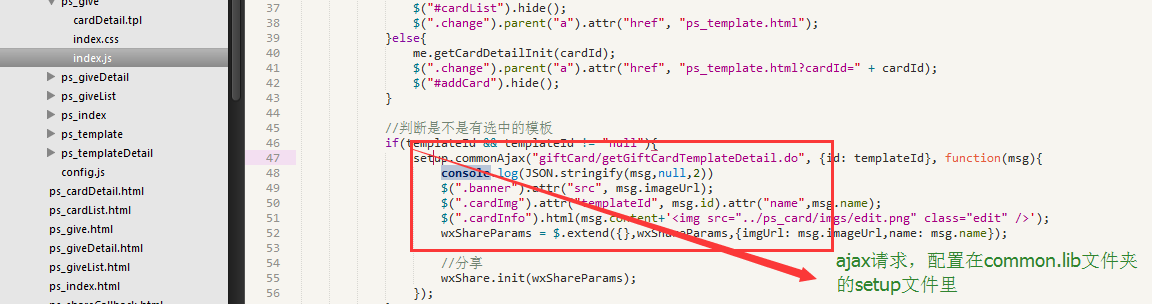 ps_give
cardDetail.tpl
index.css
index.js
ps_giveDetail
ps_giveList
ps_index
ps_template
ps_templateDetail
config.js
ps_cardDetail.html
ps_cardList.html
ps_give.html
ps_giveDetail.html
ps_giveList.html
ps_index.html
ps_shareCallback.html
37 $("#cardList").hide();
38 $(".change").parent("a").attr("href", "ps_template.html");
39 }else{
40 me.getCardDetailInit(cardId);
41 $(".change").parent("a").attr("href", "ps_template.html?cardId=" + cardId);
42 $("#addCard").hide();
43 }
44
45 //判断是不是有选中的模板
46 if(templateId && templateId != "null"){
47 setup.commonAjax("giftCard/getGiftCardTemplateDetail.do", {id: templateId}, function(msg){
48 console.log(JSON.stringify(msg,null,2))
49 $(".banner").attr("src", msg.imageUrl);
50 $(".cardImg").attr("templateId", msg.id).attr("name",msg.name);
51 $(".cardInfo").html(msg.content+'<img src="../ps_card/imgs/edit.png" class="edit" />');
52 wxShareParams = $.extend({},wxShareParams,{imgUrl: msg.imageUrl,name: msg.name});
53
54 //分享
55 wxShare.init(wxShareParams);
56 });
ajax请求，配置在common.lib文件夹
的setup文件里